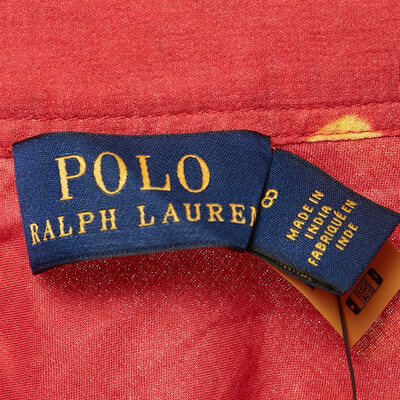 POLO
RALPH LAUREN
8
MADE IN
INDIA
FABRIQUÉ EN
INDE